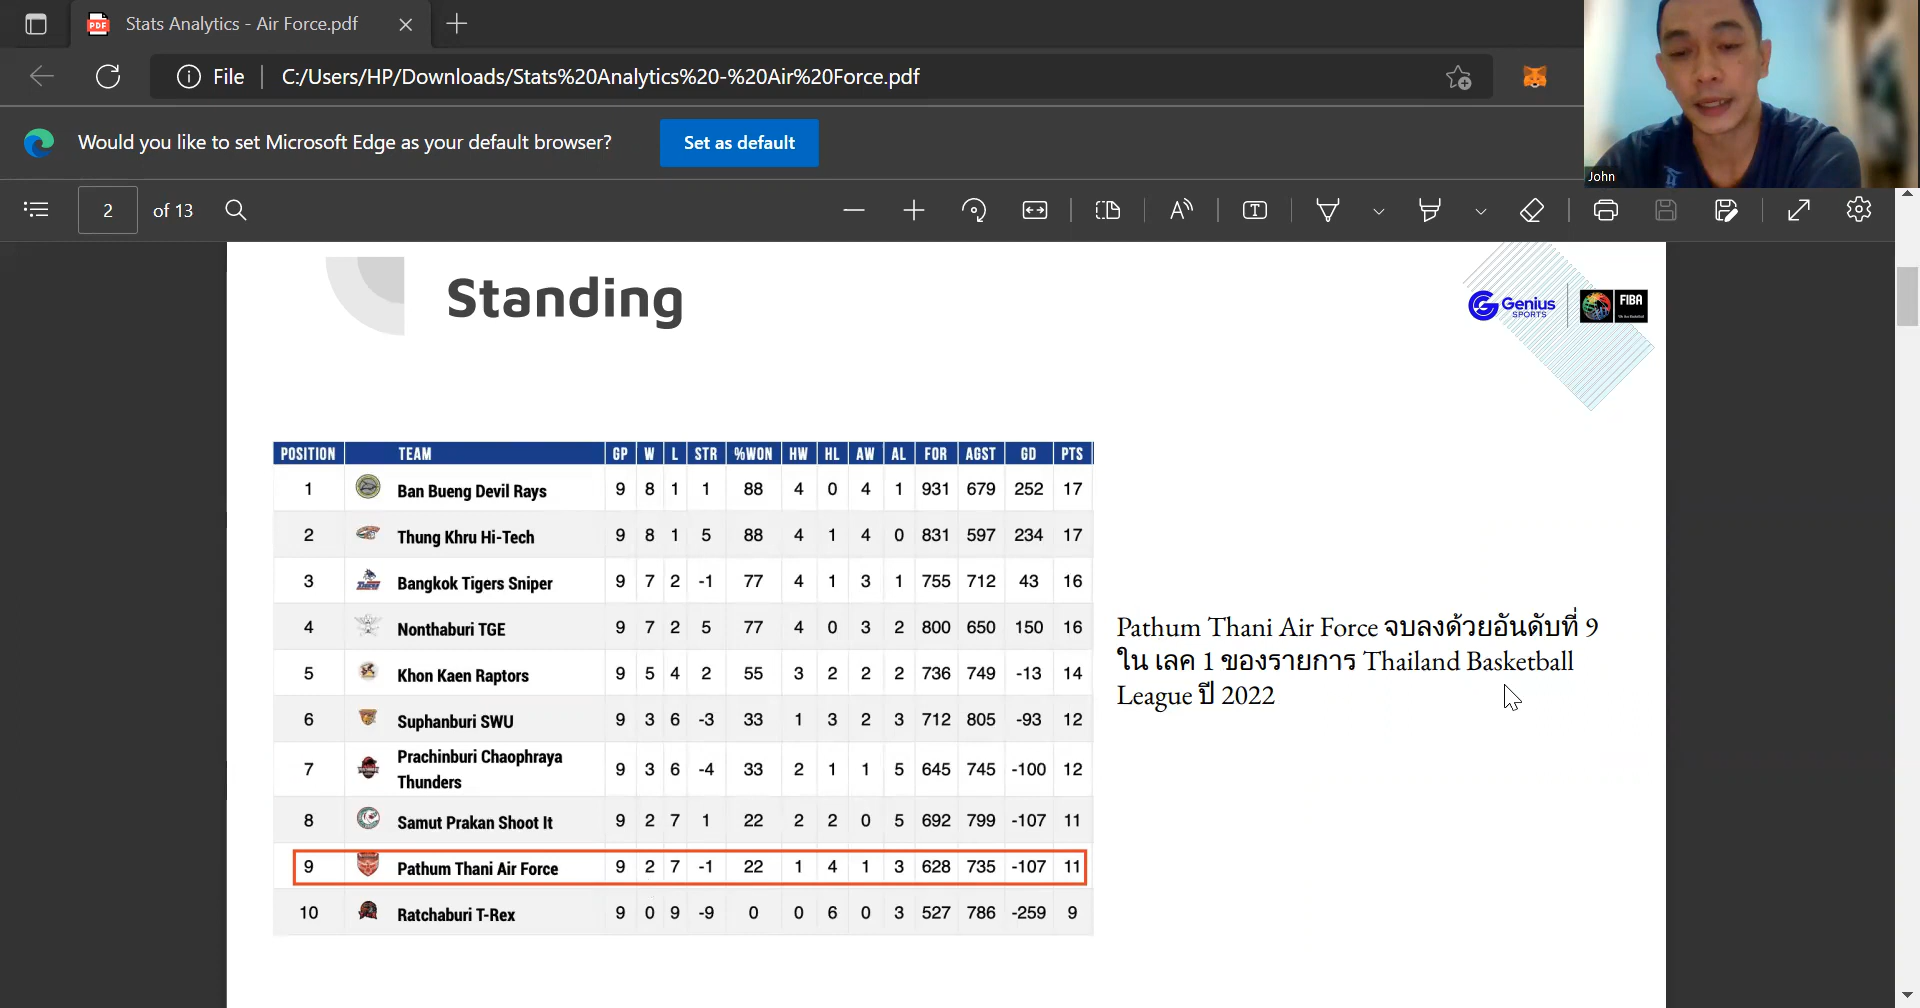 Stats Analytics - Air Force.pdf
File
C:/Users/HP/Downloads/Stats%20Analytics%20-%20Air%20Force.pdf
Would you like to set Microsoft Edge as your default browser?
Set as default
John
2 of 13
Standing
Genius SPORTS
FIBA
We Are Basketball
POSITION TEAM GP W L STR %WON HW HL AW AL FOR AGST GD PTS
1 Ban Bueng Devil Rays 9 8 1 1 88 4 0 4 1 931 679 252 17
2 Thung Khru Hi-Tech 9 8 1 5 88 4 1 4 0 831 597 234 17
3 Bangkok Tigers Sniper 9 7 2 -1 77 4 1 3 1 755 712 43 16
4 Nonthaburi TGE 9 7 2 5 77 4 0 3 2 800 650 150 16
5 Khon Kaen Raptors 9 5 4 2 55 3 2 2 2 736 749 -13 14
6 Suphanburi SWU 9 3 6 -3 33 1 3 2 3 712 805 -93 12
7 Prachinburi Chaophraya Thunders 9 3 6 -4 33 2 1 1 5 645 745 -100 12
8 Samut Prakan Shoot It 9 2 7 1 22 2 2 0 5 692 799 -107 11
9 Pathum Thani Air Force 9 2 7 -1 22 1 4 1 3 628 735 -107 11
10 Ratchaburi T-Rex 9 0 9 -9 0 0 6 0 3 527 786 -259 9
Pathum Thani Air Force จบลงด้วยอันดับที่ 9
ใน เลค 1 ของรายการ Thailand Basketball
League ปี 2022